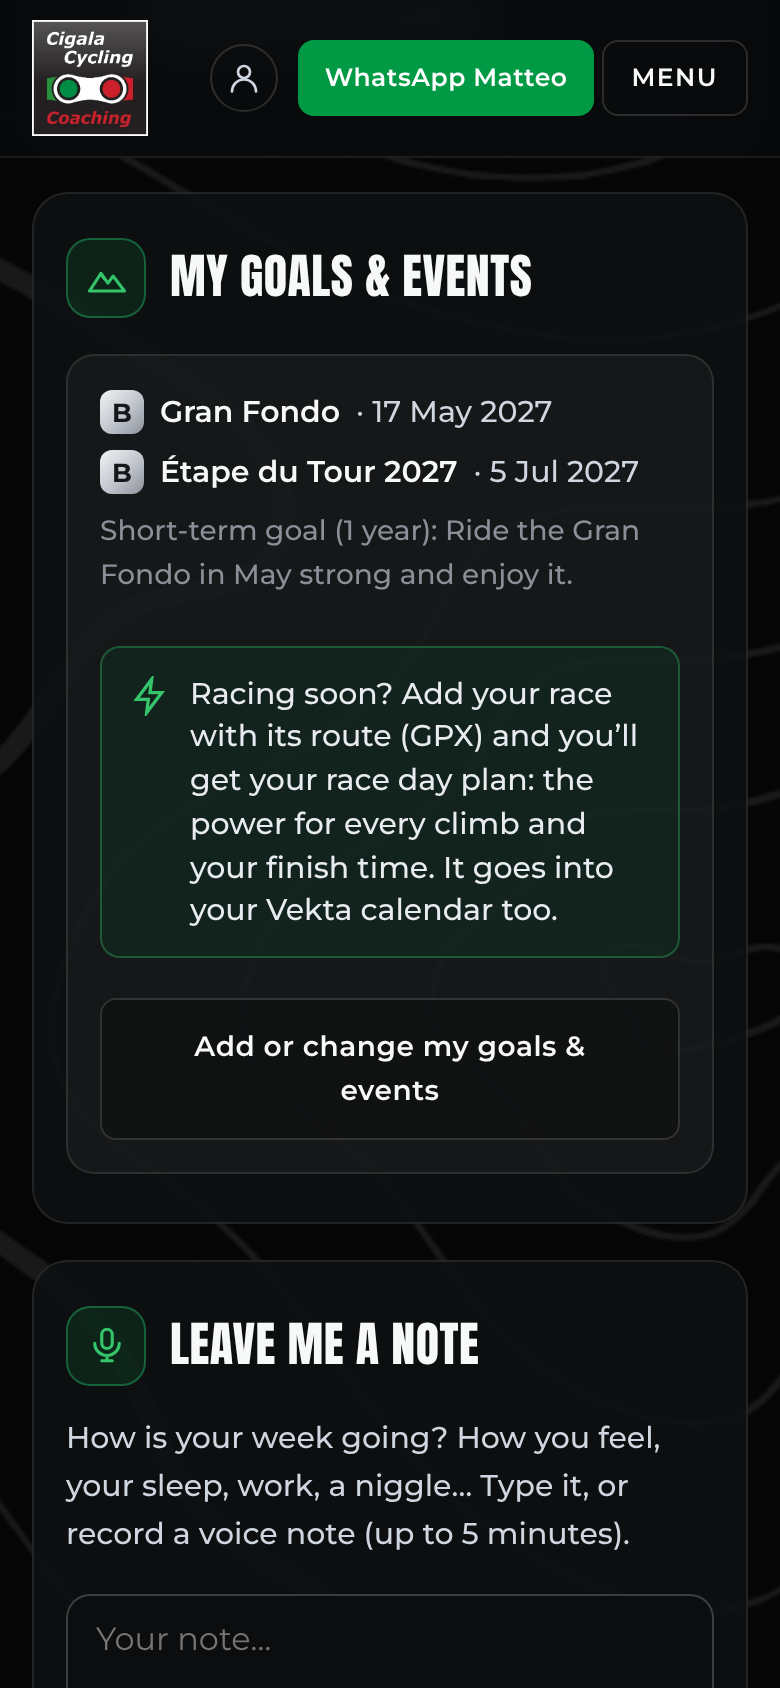 Cigala
Cycling
Coaching
WhatsApp Matteo
MENU
MY GOALS & EVENTS
B Gran Fondo · 17 May 2027
B Étape du Tour 2027 · 5 Jul 2027
Short-term goal (1 year): Ride the Gran
Fondo in May strong and enjoy it.
Racing soon? Add your race
with its route (GPX) and you’ll
get your race day plan: the
power for every climb and
your finish time. It goes into
your Vekta calendar too.
Add or change my goals &
events
LEAVE ME A NOTE
How is your week going? How you feel,
your sleep, work, a niggle… Type it, or
record a voice note (up to 5 minutes).
Your note…